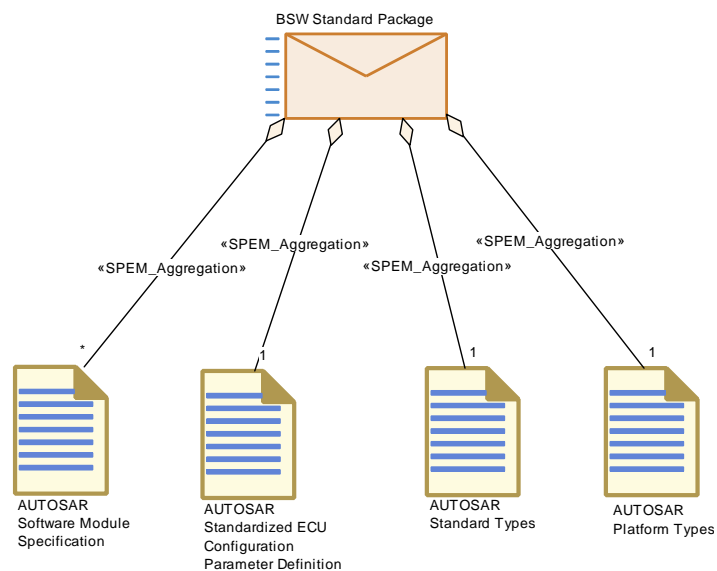 BSW Standard Package
«SPEM_Aggregation»
«SPEM_Aggregation»
«SPEM_Aggregation»
«SPEM_Aggregation»
*
1
1
1
AUTOSAR
Software Module
Specification
AUTOSAR
Standardized ECU
Configuration
Parameter Definition
AUTOSAR
Standard Types
AUTOSAR
Platform Types